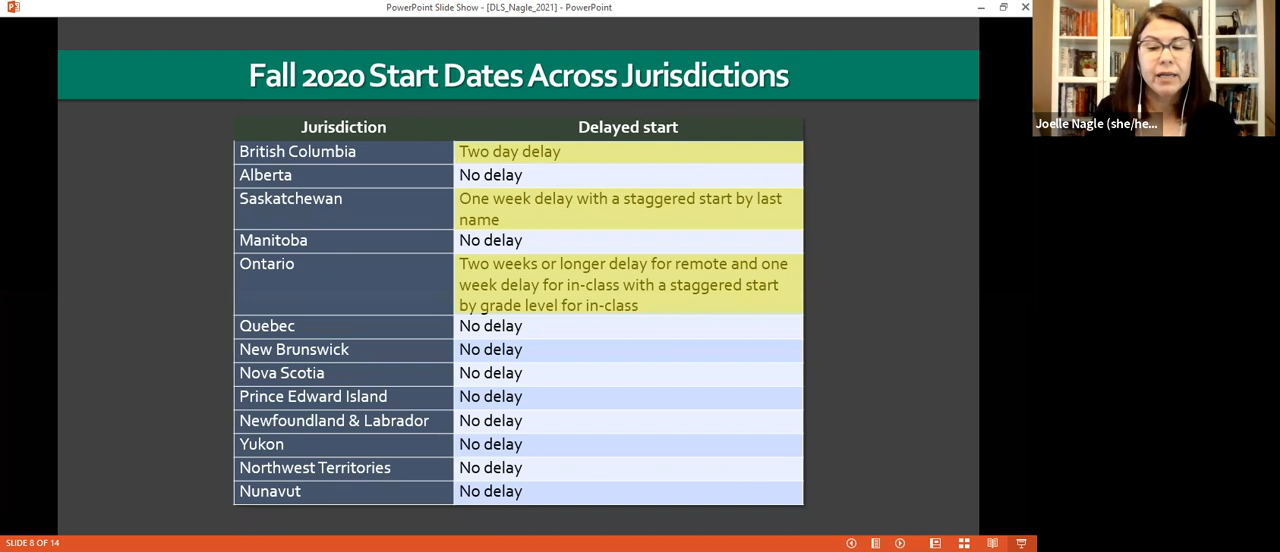 PowerPoint Slide Show - [DLS_Nagle_2021] - PowerPoint
Fall 2020 Start Dates Across Jurisdictions
Jurisdiction Delayed start
British Columbia Two day delay
Alberta No delay
Saskatchewan One week delay with a staggered start by last
name
Manitoba No delay
Ontario Two weeks or longer delay for remote and one
week delay for in-class with a staggered start
by grade level for in-class
Quebec No delay
New Brunswick No delay
Nova Scotia No delay
Prince Edward Island No delay
Newfoundland & Labrador No delay
Yukon No delay
Northwest Territories No delay
Nunavut No delay
SLIDE 8 OF 14
Joelle Nagle (she/he...